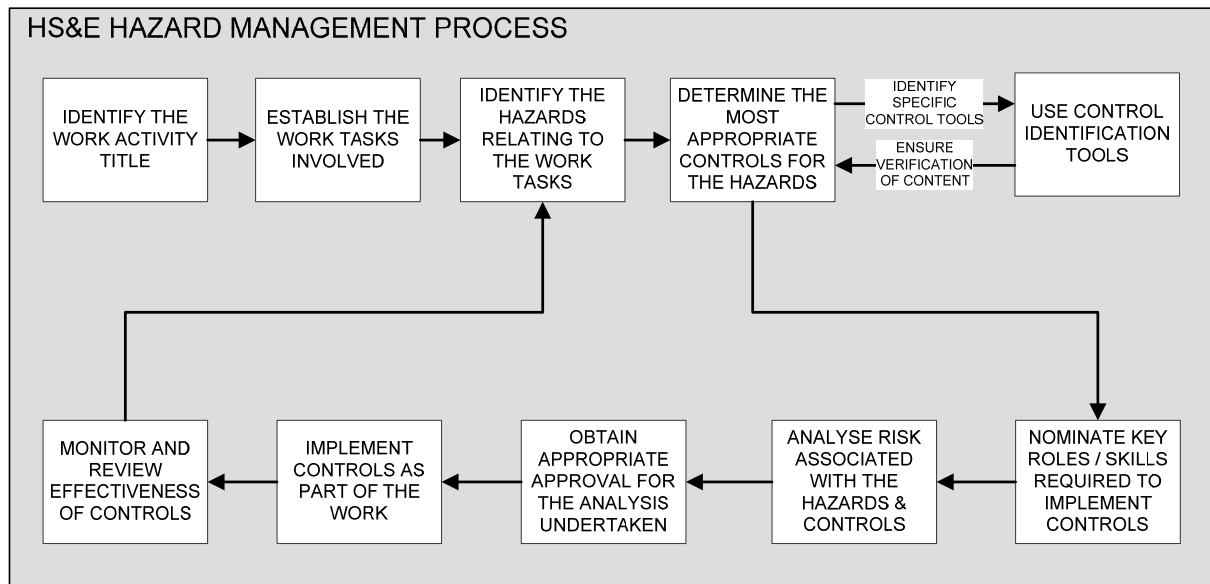 HS&E HAZARD MANAGEMENT PROCESS
IDENTIFY THE
WORK ACTIVITY
TITLE
ESTABLISH THE
WORK TASKS
INVOLVED
IDENTIFY THE
HAZARDS
RELATING TO
THE WORK
TASKS
DETERMINE THE
MOST
APPROPRIATE
CONTROLS FOR
THE HAZARDS
IDENTIFY
SPECIFIC
CONTROL TOOLS
ENSURE
VERIFICATION
OF CONTENT
USE CONTROL
IDENTIFICATION
TOOLS
MONITOR AND
REVIEW
EFFECTIVENESS
OF CONTROLS
IMPLEMENT
CONTROLS AS
PART OF THE
WORK
OBTAIN
APPROPRIATE
APPROVAL FOR
THE ANALYSIS
UNDERTAKEN
ANALYSE RISK
ASSOCIATED
WITH THE
HAZARDS &
CONTROLS
NOMINATE KEY
ROLES / SKILLS
REQUIRED TO
IMPLEMENT
CONTROLS